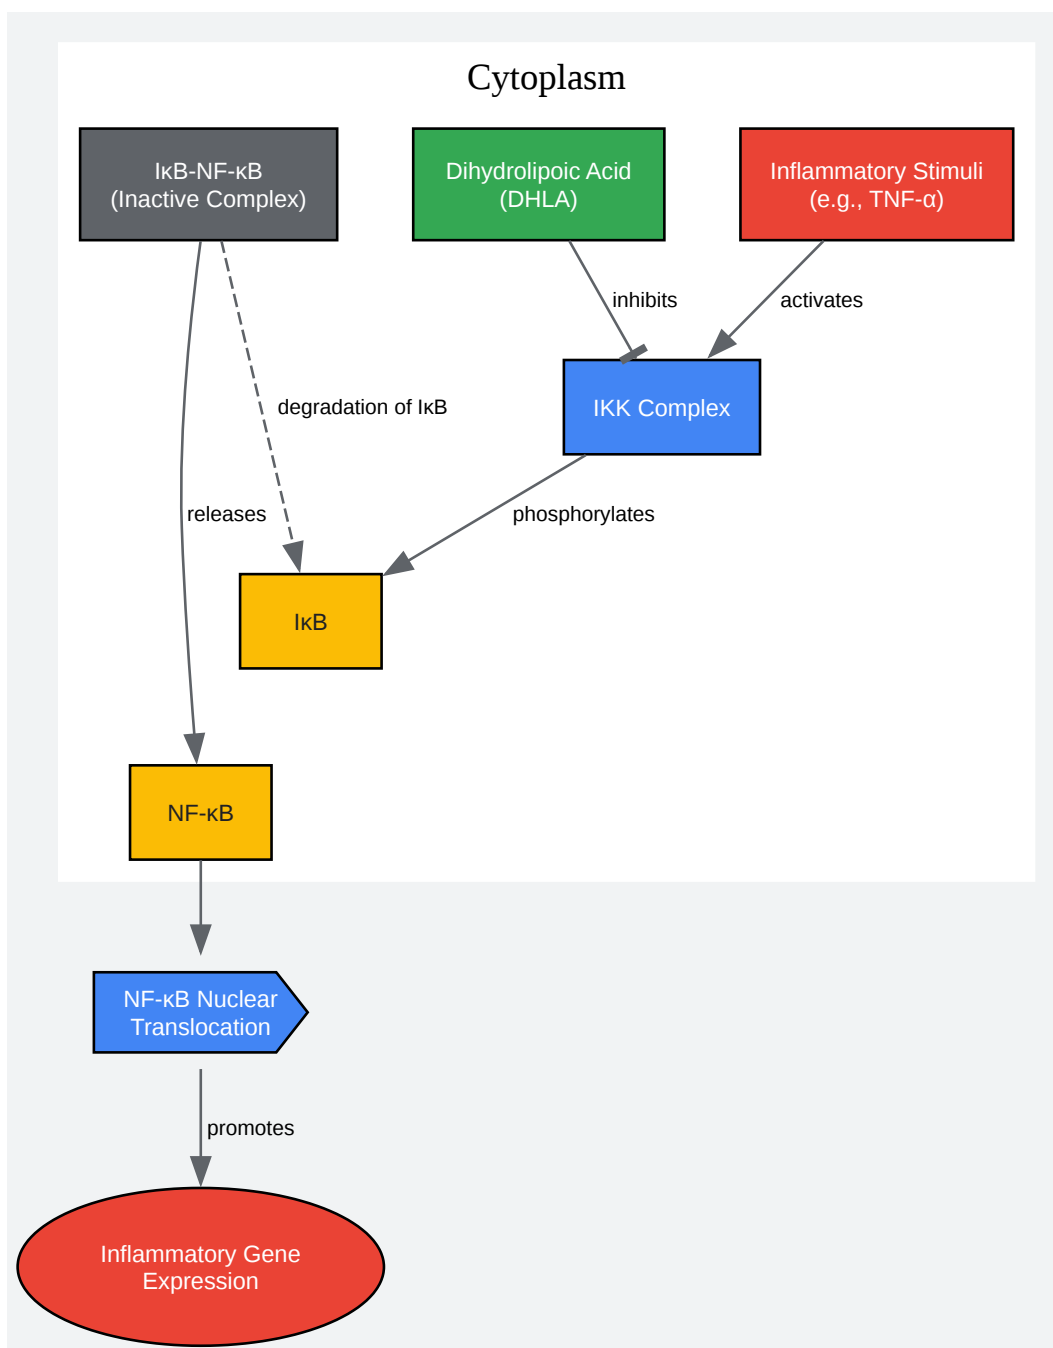 Cytoplasm
IκB-NF-κB
(Inactive Complex)
Dihydrolipoic Acid
(DHLA)
Inflammatory Stimuli
(e.g., TNF-α)
inhibits
activates
IKK Complex
degradation of IκB
releases
phosphorylates
IκB
NF-κB
NF-κB Nuclear
Translocation
promotes
Inflammatory Gene
Expression